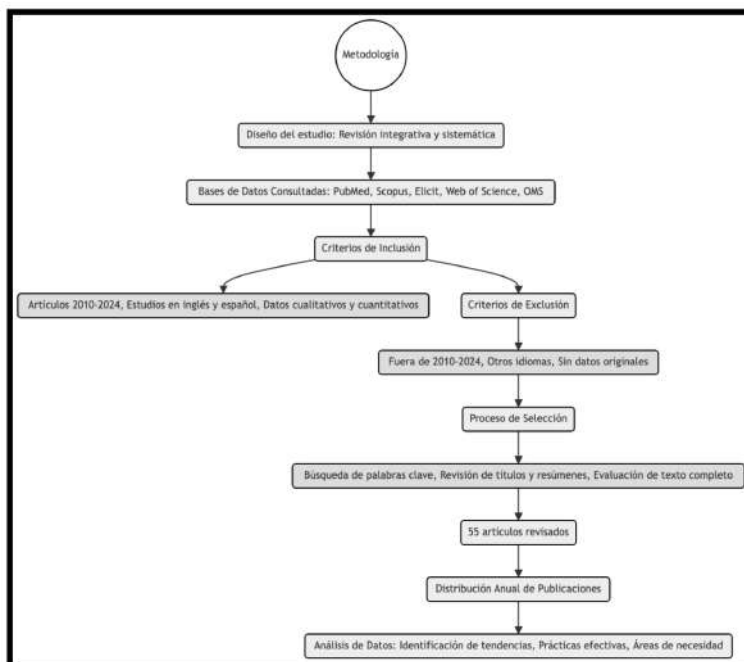 Metodología
Diseño del estudio: Revisión integrativa y sistemática
Bases de Datos Consultadas: PubMed, Scopus, Elicit, Web of Science, OMS
Criterios de Inclusión
Artículos 2010-2024, Estudios en inglés y español, Datos cualitativos y cuantitativos
Criterios de Exclusión
Fuera de 2010-2024, Otros idiomas, Sin datos originales
Proceso de Selección
Búsqueda de palabras clave, Revisión de títulos y resúmenes, Evaluación de texto completo
55 artículos revisados
Distribución Anual de Publicaciones
Análisis de Datos: Identificación de tendencias, Prácticas efectivas, Áreas de necesidad